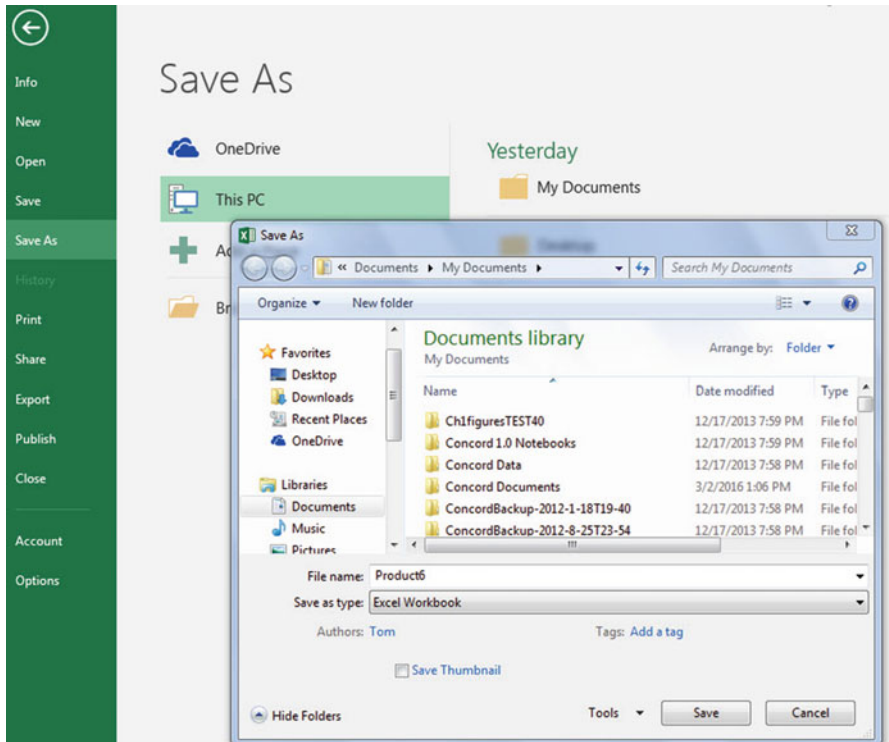 Info
New
Open
Save
Save As
History
Print
Share
Export
Publish
Close
Account
Options
Save As
OneDrive
This PC
Yesterday
My Documents
Save As
« Documents ▸ My Documents ▸
Search My Documents
Organize
New folder
Favorites
Desktop
Downloads
Recent Places
OneDrive
Libraries
Documents
Music
Pictures
Documents library
My Documents
Arrange by: Folder
Name Date modified Type
Ch1figuresTEST40 12/17/2013 7:59 PM File fol
Concord 1.0 Notebooks 12/17/2013 7:59 PM File fol
Concord Data 12/17/2013 7:58 PM File fol
Concord Documents 3/2/2016 1:06 PM File fol
ConcordBackup-2012-1-18T19-40 12/17/2013 7:58 PM File fol
ConcordBackup-2012-8-25T23-54 12/17/2013 7:58 PM File fol
File name: Product6
Save as type: Excel Workbook
Authors: Tom Tags: Add a tag
Save Thumbnail
Hide Folders Tools Save Cancel